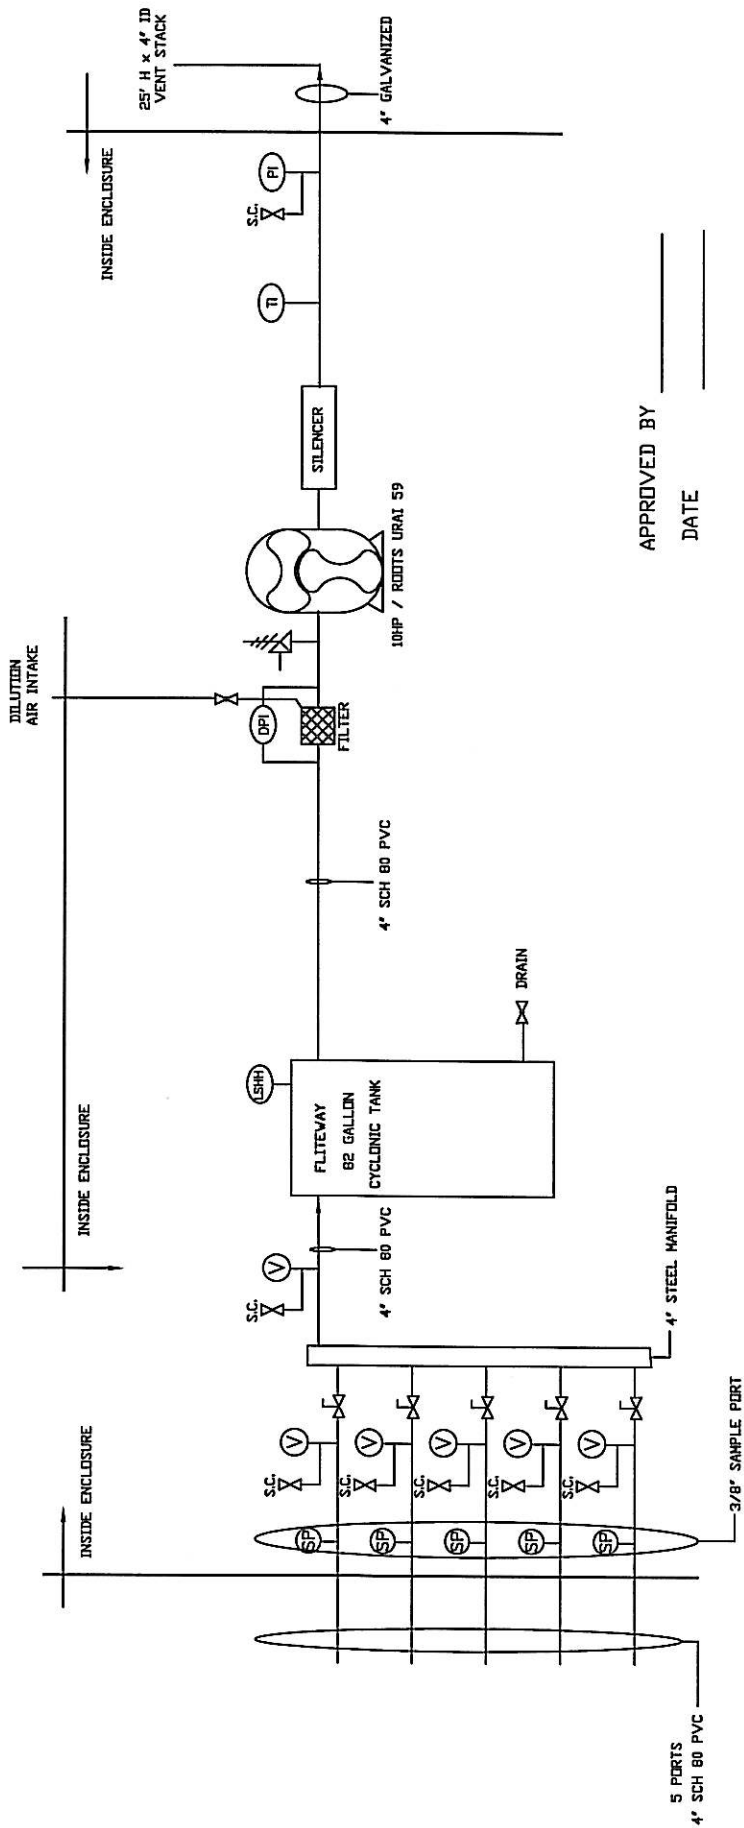 5 PORTS
4" SCH 80 PVC
INSIDE ENCLOSURE
3/8" SAMPLE PORT
SP
SP
SP
SP
SP
S.C.
V
S.C.
V
S.C.
V
S.C.
V
S.C.
V
4" STEEL MANIFOLD
INSIDE ENCLOSURE
S.C.
V
4" SCH 80 PVC
LSHH
FLITEWAY
82 GALLON
CYCLONIC TANK
DRAIN
4" SCH 80 PVC
DILUTION
AIR INTAKE
DPI
FILTER
10HP / ROOTS URAI 59
SILENCER
TI
S.C.
PI
INSIDE ENCLOSURE
25' H x 4" ID
VENT STACK
4" GALVANIZED
APPROVED BY
DATE